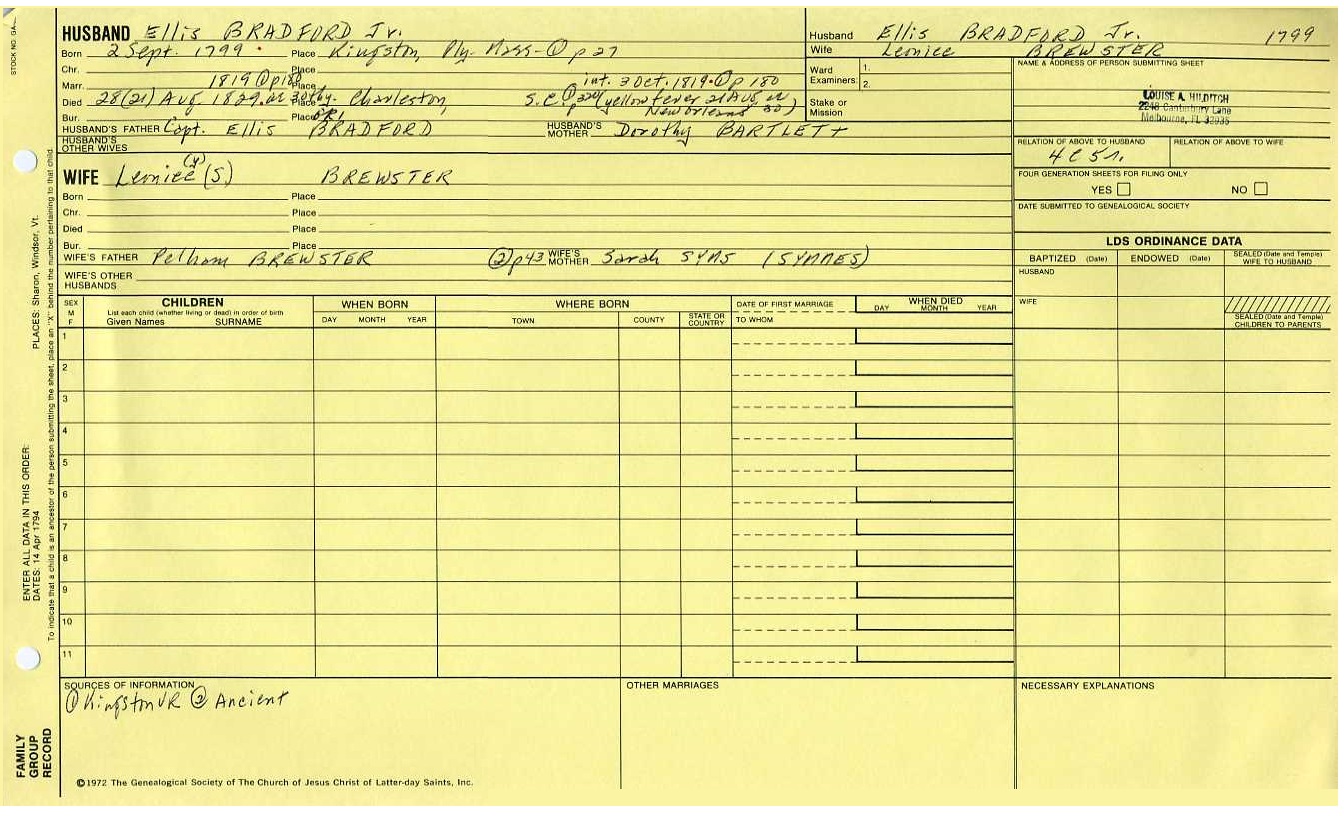 STOCK NO. GA
HUSBAND Ellis BRADFORD Jr.
Born 2 Sept. 1799. Place Kingston, Ply. Mass - ① p 27
Chr. Place
Marr. 1819 ① p 180 Place int. 3 Oct. 1819. ① p 180
Died 28(21) Aug 1829. Place Charleston, S.C. ① p (yellow fever 21 Aug
Bur. Place New Orleans
HUSBAND'S FATHER Capt. Ellis BRADFORD HUSBAND'S MOTHER Dorothy BARTLETT
HUSBAND'S OTHER WIVES
(y)
WIFE Leonice (S.) BREWSTER
Born Place
Chr. Place
Died Place
Bur. Place
WIFE'S FATHER Pelham BREWSTER ② p 43 WIFE'S MOTHER Sarah SYMS (SYMMES)
WIFE'S OTHER HUSBANDS
Husband Ellis BRADFORD Jr. 1799
Wife Leonice BREWSTER
Ward 1.
Examiners: 2.
Stake or Mission
NAME & ADDRESS OF PERSON SUBMITTING SHEET
LOUISE A. HILDITCH
2248 Canterbury Lane
Melbourne, FL 32935
RELATION OF ABOVE TO HUSBAND RELATION OF ABOVE TO WIFE
4C5r.
FOUR GENERATION SHEETS FOR FILING ONLY
YES NO
DATE SUBMITTED TO GENEALOGICAL SOCIETY
LDS ORDINANCE DATA
BAPTIZED (Date) ENDOWED (Date) SEALED (Date and Temple) WIFE TO HUSBAND
HUSBAND
WIFE
SEALED (Date and Temple) CHILDREN TO PARENTS
SEX M F CHILDREN WHEN BORN WHERE BORN DATE OF FIRST MARRIAGE WHEN DIED
List each child (whether living or dead) in order of birth
Given Names SURNAME DAY MONTH YEAR TOWN COUNTY STATE OR COUNTRY TO WHOM DAY MONTH YEAR
1
2
3
4
5
6
7
8
9
10
11
SOURCES OF INFORMATION
① Kingston VR ② Ancient
OTHER MARRIAGES
NECESSARY EXPLANATIONS
©1972 The Genealogical Society of The Church of Jesus Christ of Latter-day Saints, Inc.
FAMILY GROUP RECORD
ENTER ALL DATA IN THIS ORDER:
DATES: 14 Apr 1794 PLACES: Sharon, Windsor, Vt.
To indicate that a child is an ancestor of the person submitting the sheet, place an "X" behind the number pertaining to that child.